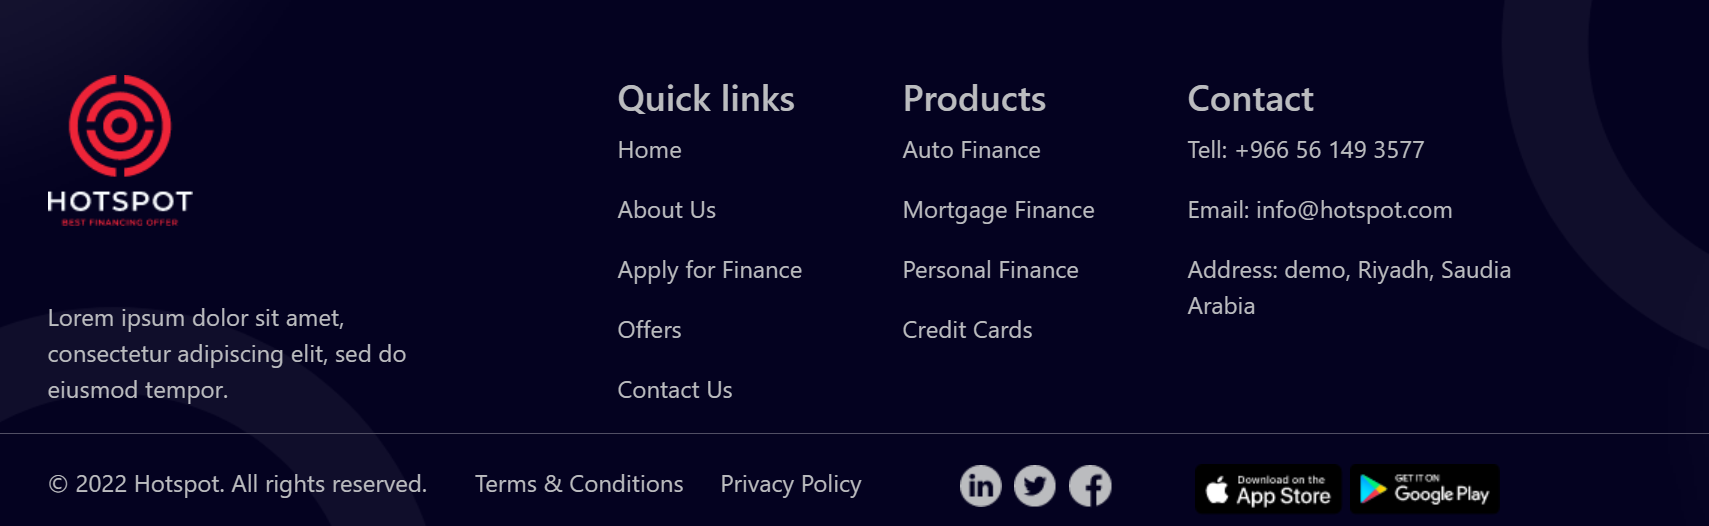 HOTSPOT
BEST FINANCING OFFER
Lorem ipsum dolor sit amet,
consectetur adipiscing elit, sed do
eiusmod tempor.
Quick links
Home
About Us
Apply for Finance
Offers
Contact Us
Products
Auto Finance
Mortgage Finance
Personal Finance
Credit Cards
Contact
Tell: +966 56 149 3577
Email: info@hotspot.com
Address: demo, Riyadh, Saudia
Arabia
© 2022 Hotspot. All rights reserved.
Terms & Conditions
Privacy Policy
in
f
Download on the
App Store
GET IT ON
Google Play